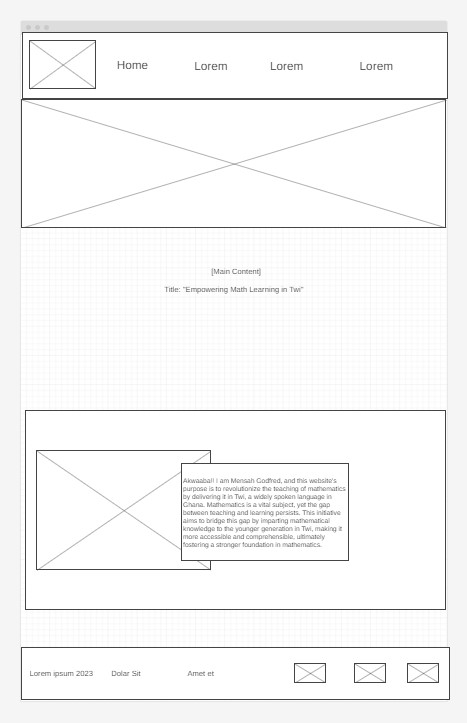 Home Lorem Lorem Lorem
[Main Content]
Title: "Empowering Math Learning in Twi"
Akwaaba!! I am Mensah Godfred, and this website's
purpose is to revolutionize the teaching of mathematics
by delivering it in Twi, a widely spoken language in
Ghana. Mathematics is a vital subject, yet the gap
between teaching and learning persists. This initiative
aims to bridge this gap by imparting mathematical
knowledge to the younger generation in Twi, making it
more accessible and comprehensible, ultimately
fostering a stronger foundation in mathematics.
Lorem ipsum 2023 Dolar Sit Amet et